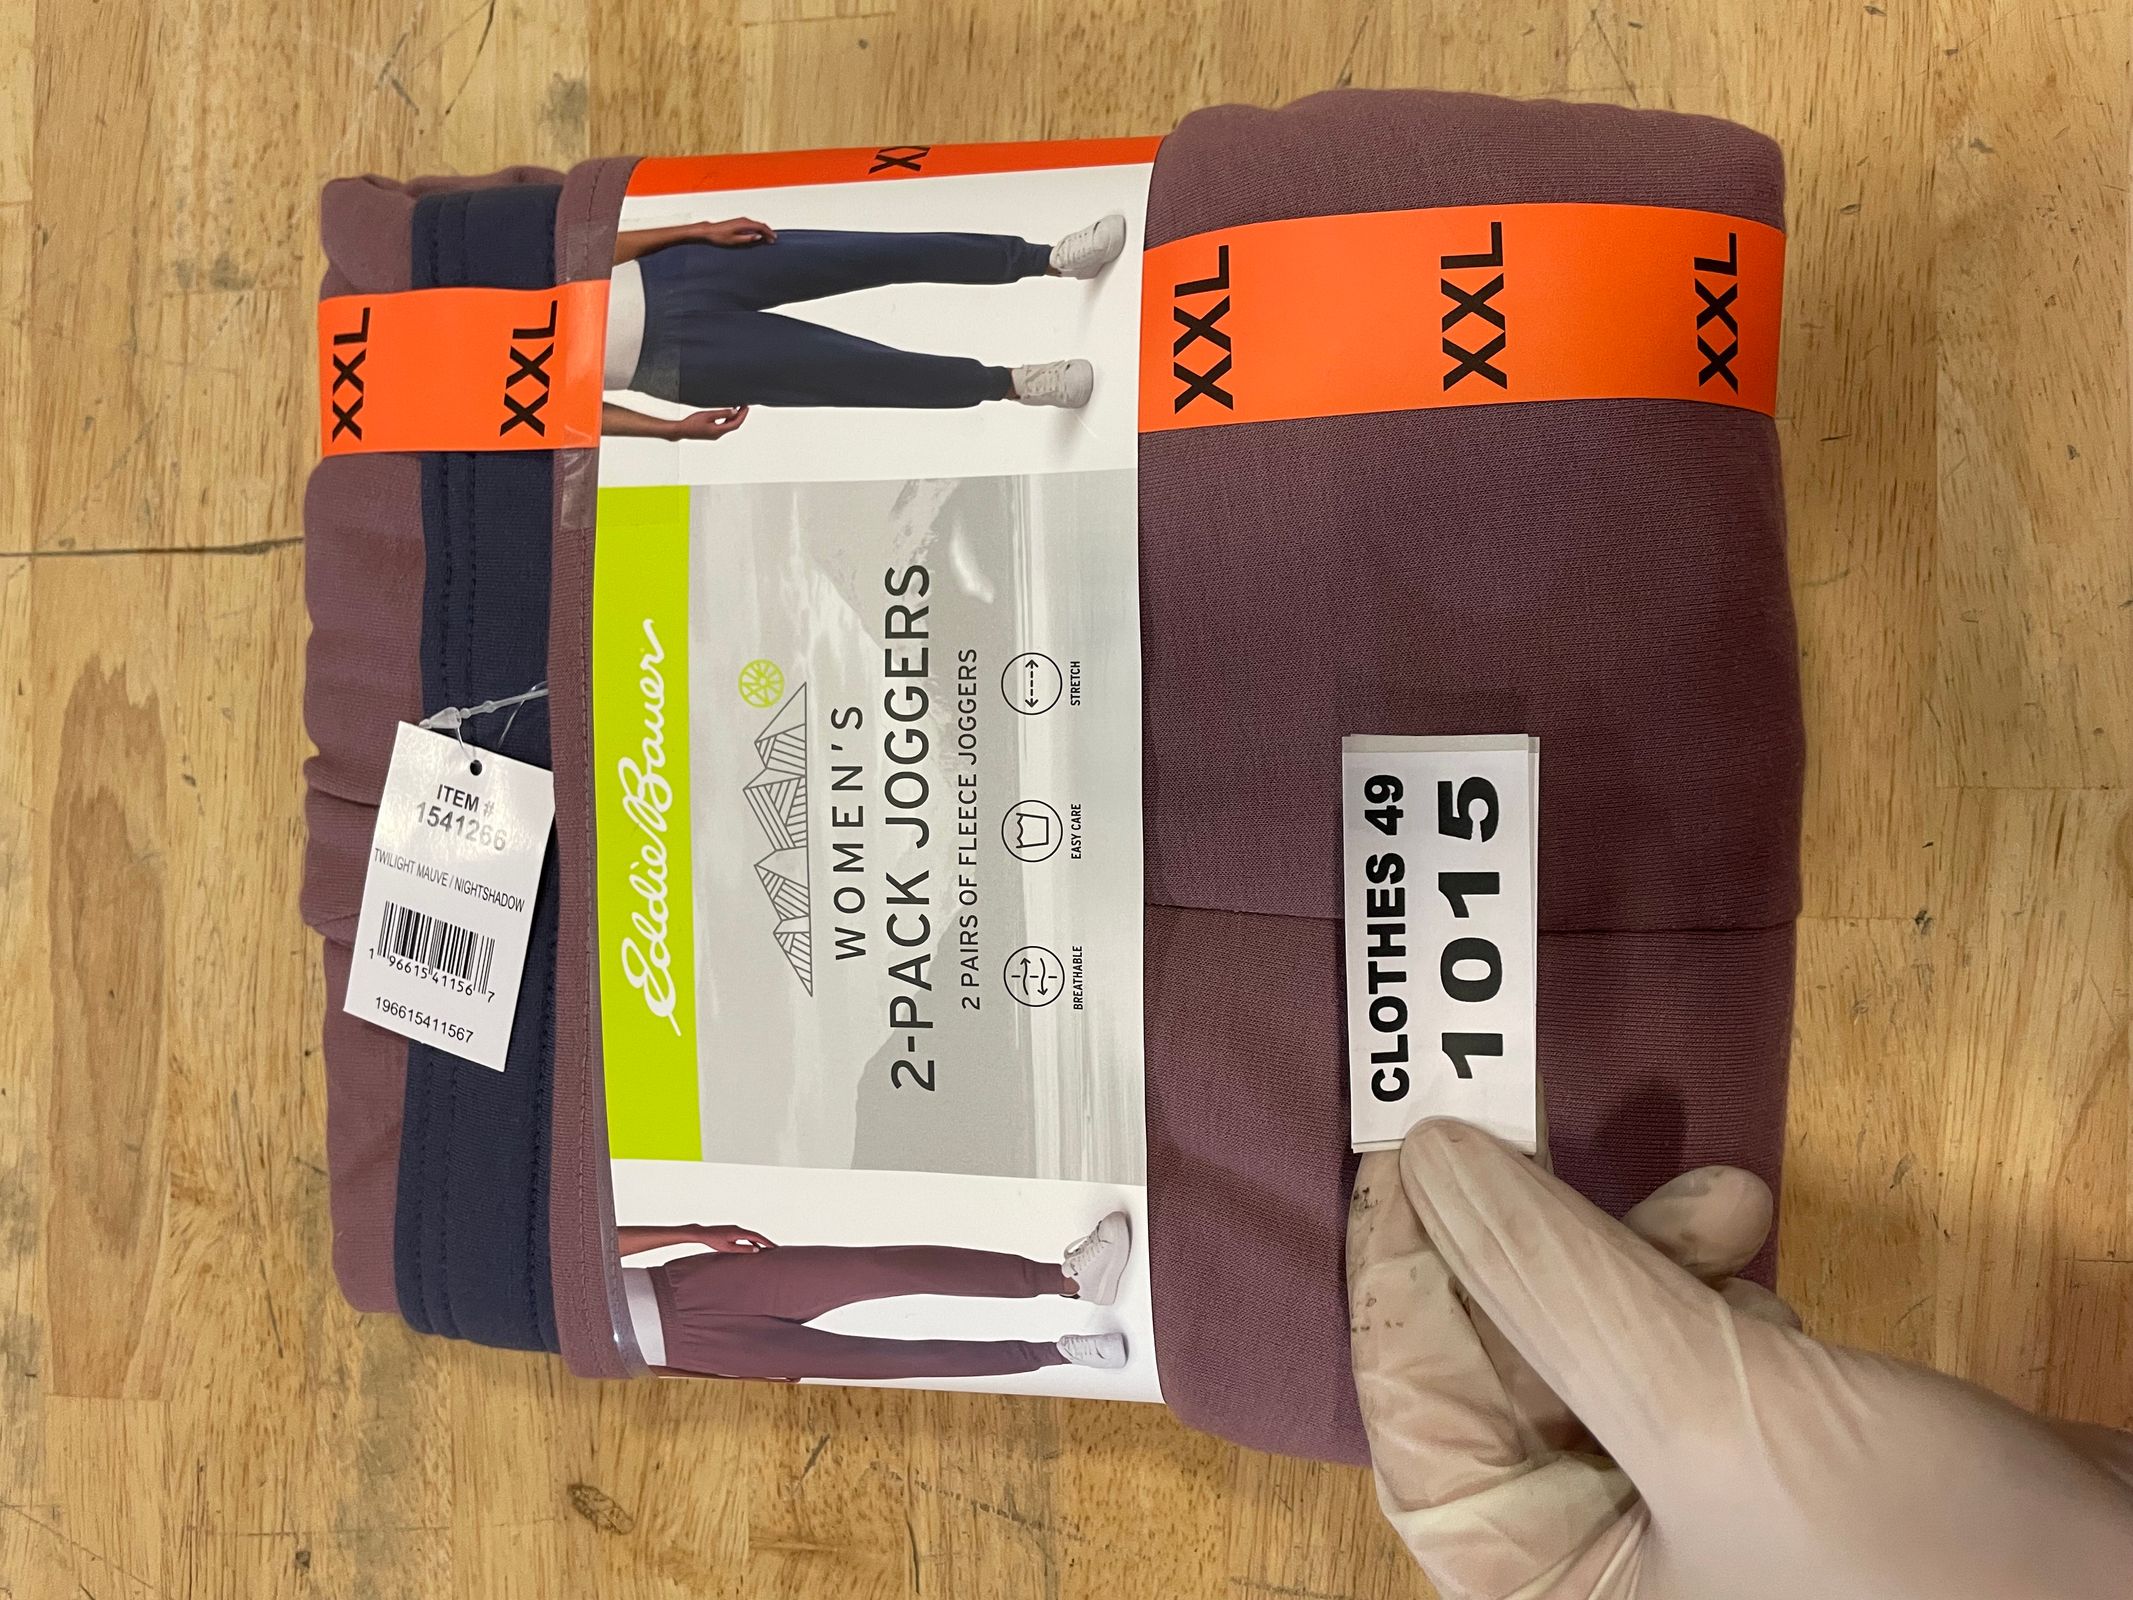 XXL
XXL
XX
XXL
XXL
XXL
ITEM #
1541266
TWILIGHT MAUVE / NIGHTSHADOW
1 96615 41156 7
196615411567
Eddie Bauer
WOMEN'S
2-PACK JOGGERS
2 PAIRS OF FLEECE JOGGERS
BREATHABLE
EASY CARE
STRETCH
CLOTHES 49
1015